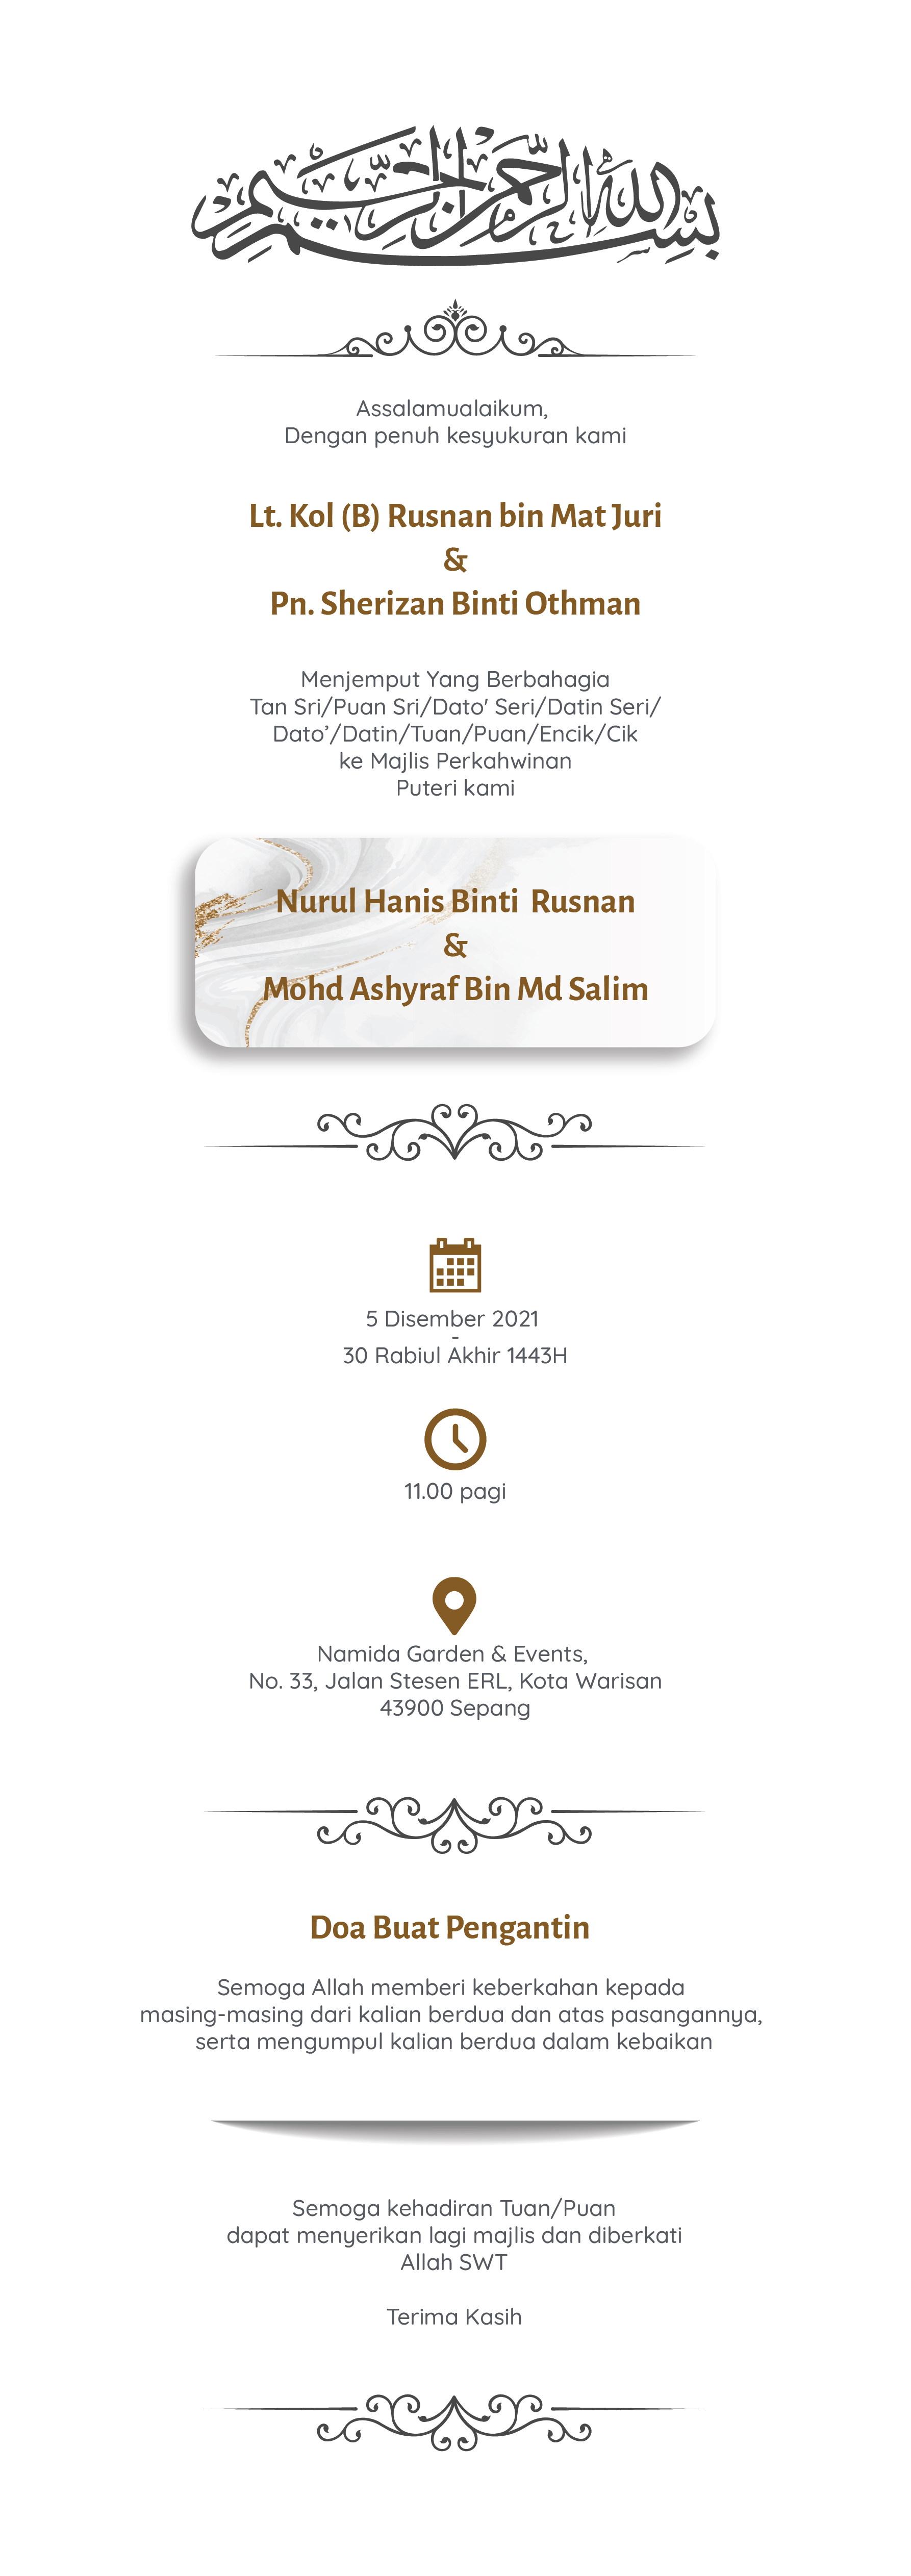 بسم الله الرحمن الرحيم
Assalamualaikum,
Dengan penuh kesyukuran kami
Lt. Kol (B) Rusnan bin Mat Juri
&
Pn. Sherizan Binti Othman
Menjemput Yang Berbahagia
Tan Sri/Puan Sri/Dato' Seri/Datin Seri/
Dato’/Datin/Tuan/Puan/Encik/Cik
ke Majlis Perkahwinan
Puteri kami
Nurul Hanis Binti Rusnan
&
Mohd Ashyraf Bin Md Salim
5 Disember 2021
-
30 Rabiul Akhir 1443H
11.00 pagi
Namida Garden & Events,
No. 33, Jalan Stesen ERL, Kota Warisan
43900 Sepang
Doa Buat Pengantin
Semoga Allah memberi keberkahan kepada
masing-masing dari kalian berdua dan atas pasangannya,
serta mengumpul kalian berdua dalam kebaikan
Semoga kehadiran Tuan/Puan
dapat menyerikan lagi majlis dan diberkati
Allah SWT
Terima Kasih